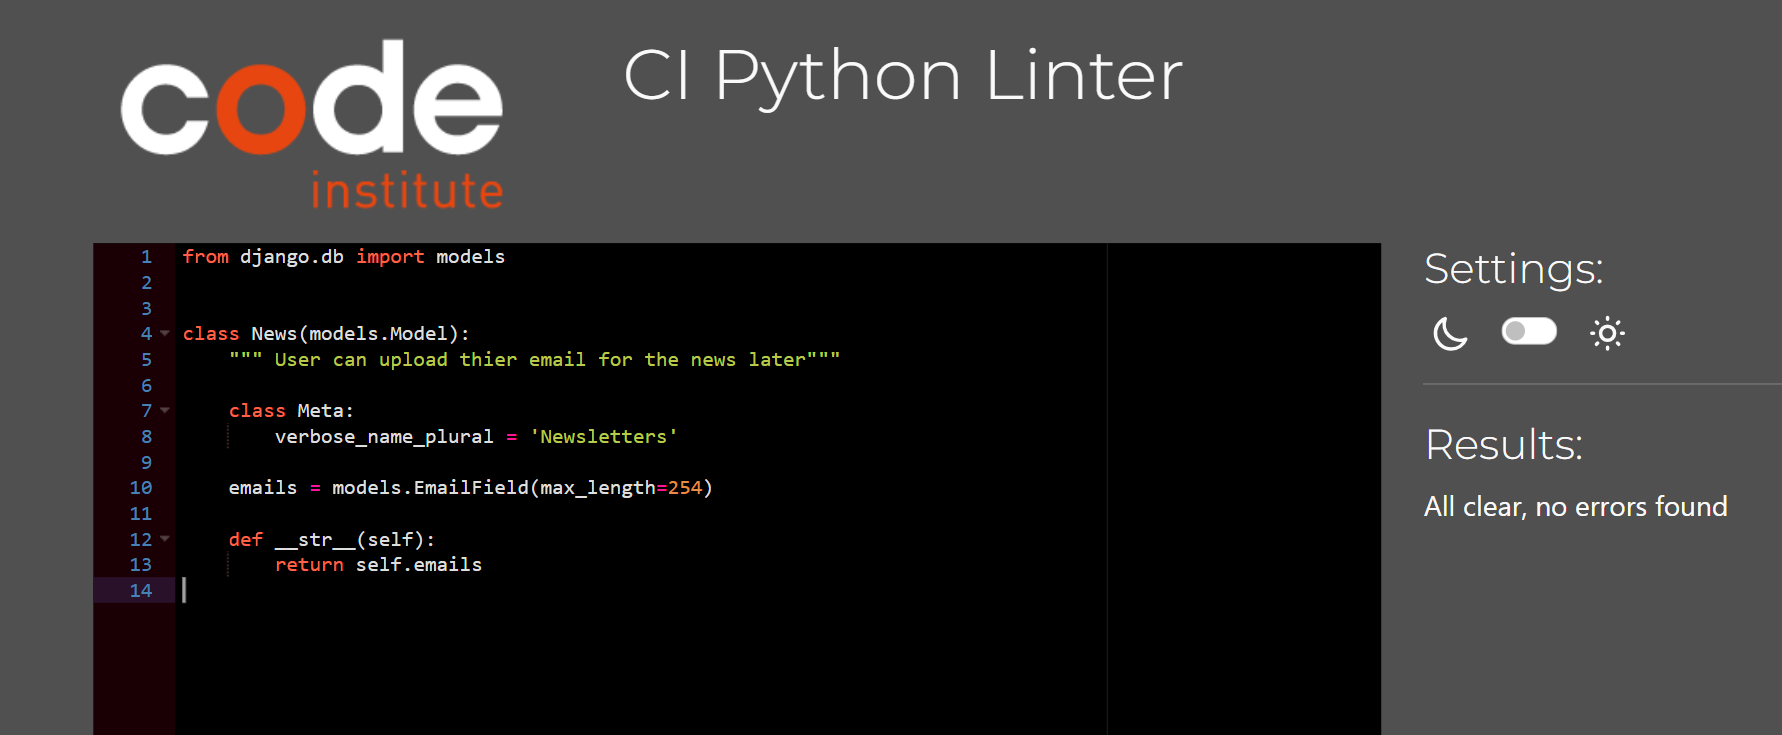 code
institute
CI Python Linter
1 from django.db import models
2
3
4 class News(models.Model):
5 """ User can upload thier email for the news later"""
6
7 class Meta:
8 verbose_name_plural = 'Newsletters'
9
10 emails = models.EmailField(max_length=254)
11
12 def __str__(self):
13 return self.emails
14
Settings:
Results:
All clear, no errors found